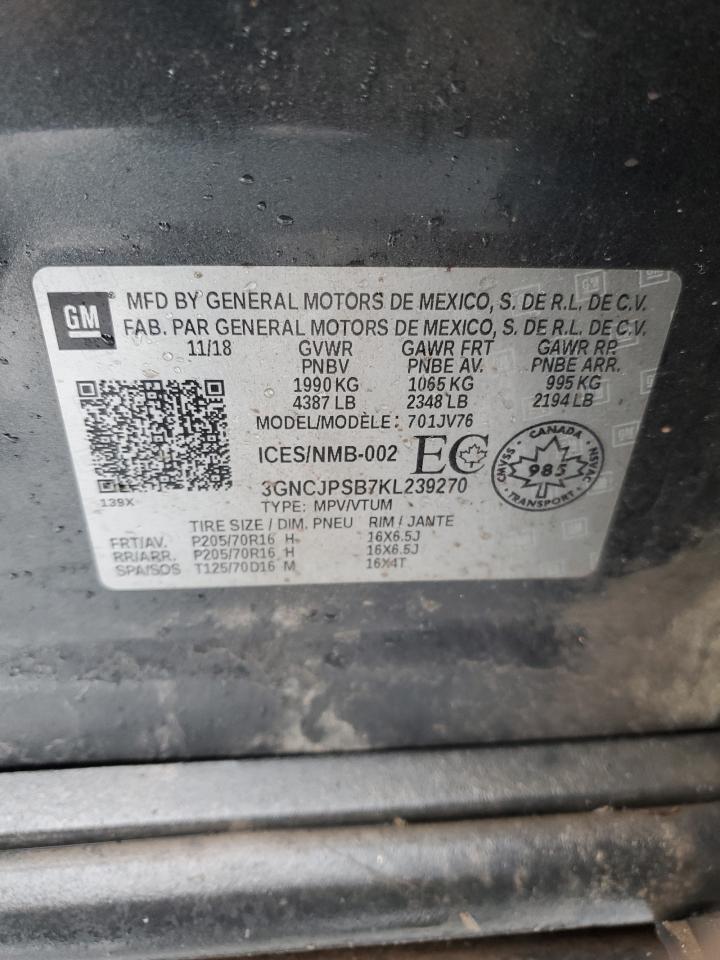 GM
MFD BY GENERAL MOTORS DE MEXICO, S. DE R.L. DE C.V.
FAB. PAR GENERAL MOTORS DE MEXICO, S. DE R.L. DE C.V.
11/18 GVWR GAWR FRT GAWR RR
PNBV PNBE AV. PNBE ARR.
1990 KG 1065 KG 995 KG
4387 LB 2348 LB 2194 LB
MODEL/MODÈLE: 701JV76
ICES/NMB-002 EC
CANADA
CMVSS 985 NSVAC
TRANSPORT
3GNCJPSB7KL239270
139X TYPE: MPV/VTUM
TIRE SIZE / DIM. PNEU RIM / JANTE
FRT/AV. P205/70R16 H 16X6.5J
RR/ARR. P205/70R16 H 16X6.5J
SPA/SOS T125/70D16 M 16X4T